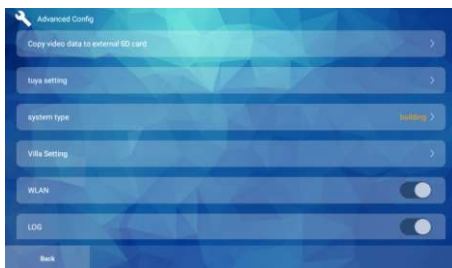 Advanced Config
Copy video data to external SD card
tuya setting
system type
building
Villa Setting
WLAN
LOG
Back